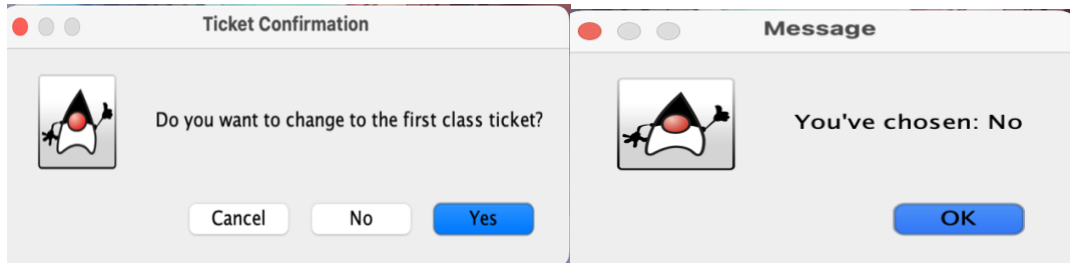 Ticket Confirmation
Do you want to change to the first class ticket?
Cancel No Yes
Message
You've chosen: No
OK